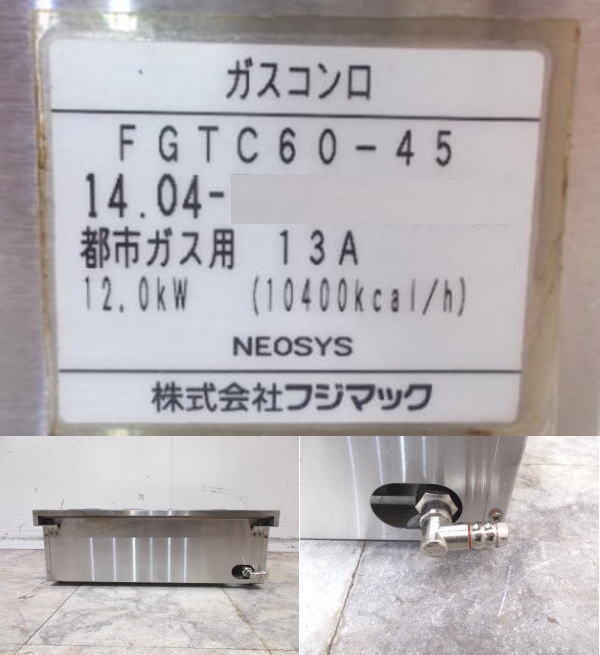 ガスコンロ
FGTC60-45
14.04-
都市ガス用 13A
12.0kW (10400kcal/h)
NEOSYS
株式会社フジマック